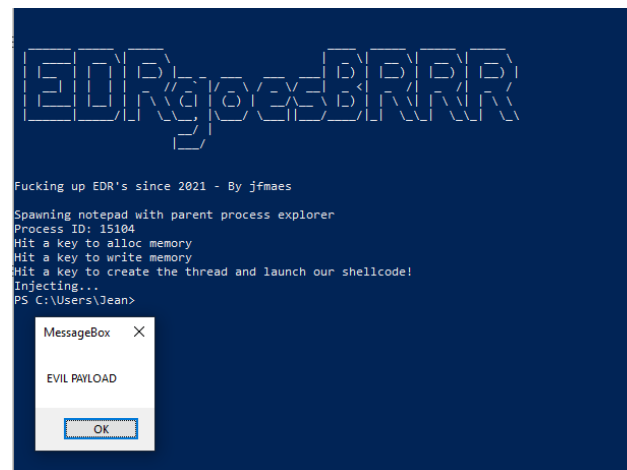 EDRgoesBRRR
Fucking up EDR's since 2021 - By jfmaes
Spawning notepad with parent process explorer
Process ID: 15104
Hit a key to alloc memory
Hit a key to write memory
Hit a key to create the thread and launch our shellcode!
Injecting...
PS C:\Users\Jean>
MessageBox
EVIL PAYLOAD
OK